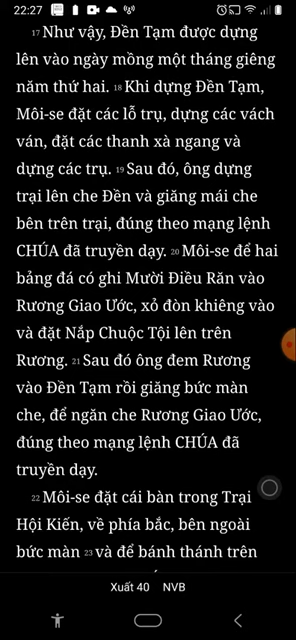 22:27
17 Như vậy, Đền Tạm được dựng
lên vào ngày mồng một tháng giêng
năm thứ hai. 18 Khi dựng Đền Tạm,
Môi-se đặt các lỗ trụ, dựng các vách
ván, đặt các thanh xà ngang và
dựng các trụ. 19 Sau đó, ông dựng
trại lên che Đền và giăng mái che
bên trên trại, đúng theo mạng lệnh
CHÚA đã truyền dạy. 20 Môi-se để hai
bảng đá có ghi Mười Điều Răn vào
Rương Giao Ước, xỏ đòn khiêng vào
và đặt Nắp Chuộc Tội lên trên
Rương. 21 Sau đó ông đem Rương
vào Đền Tạm rồi giăng bức màn
che, để ngăn che Rương Giao Ước,
đúng theo mạng lệnh CHÚA đã
truyền dạy.
22 Môi-se đặt cái bàn trong Trại
Hội Kiến, về phía bắc, bên ngoài
bức màn 23 và để bánh thánh trên
Xuất 40 NVB